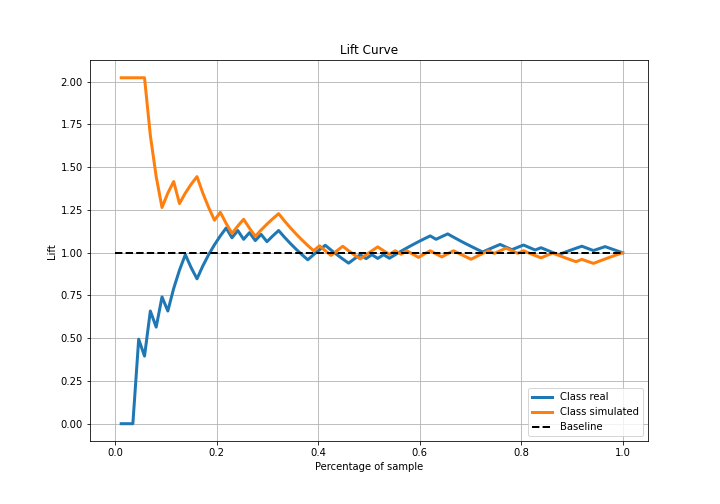 Lift Curve
2.00
1.75
1.50
1.25
1.00
0.75
0.50
0.25
0.00
Lift
0.0 0.2 0.4 0.6 0.8 1.0
Percentage of sample
Class real
Class simulated
Baseline